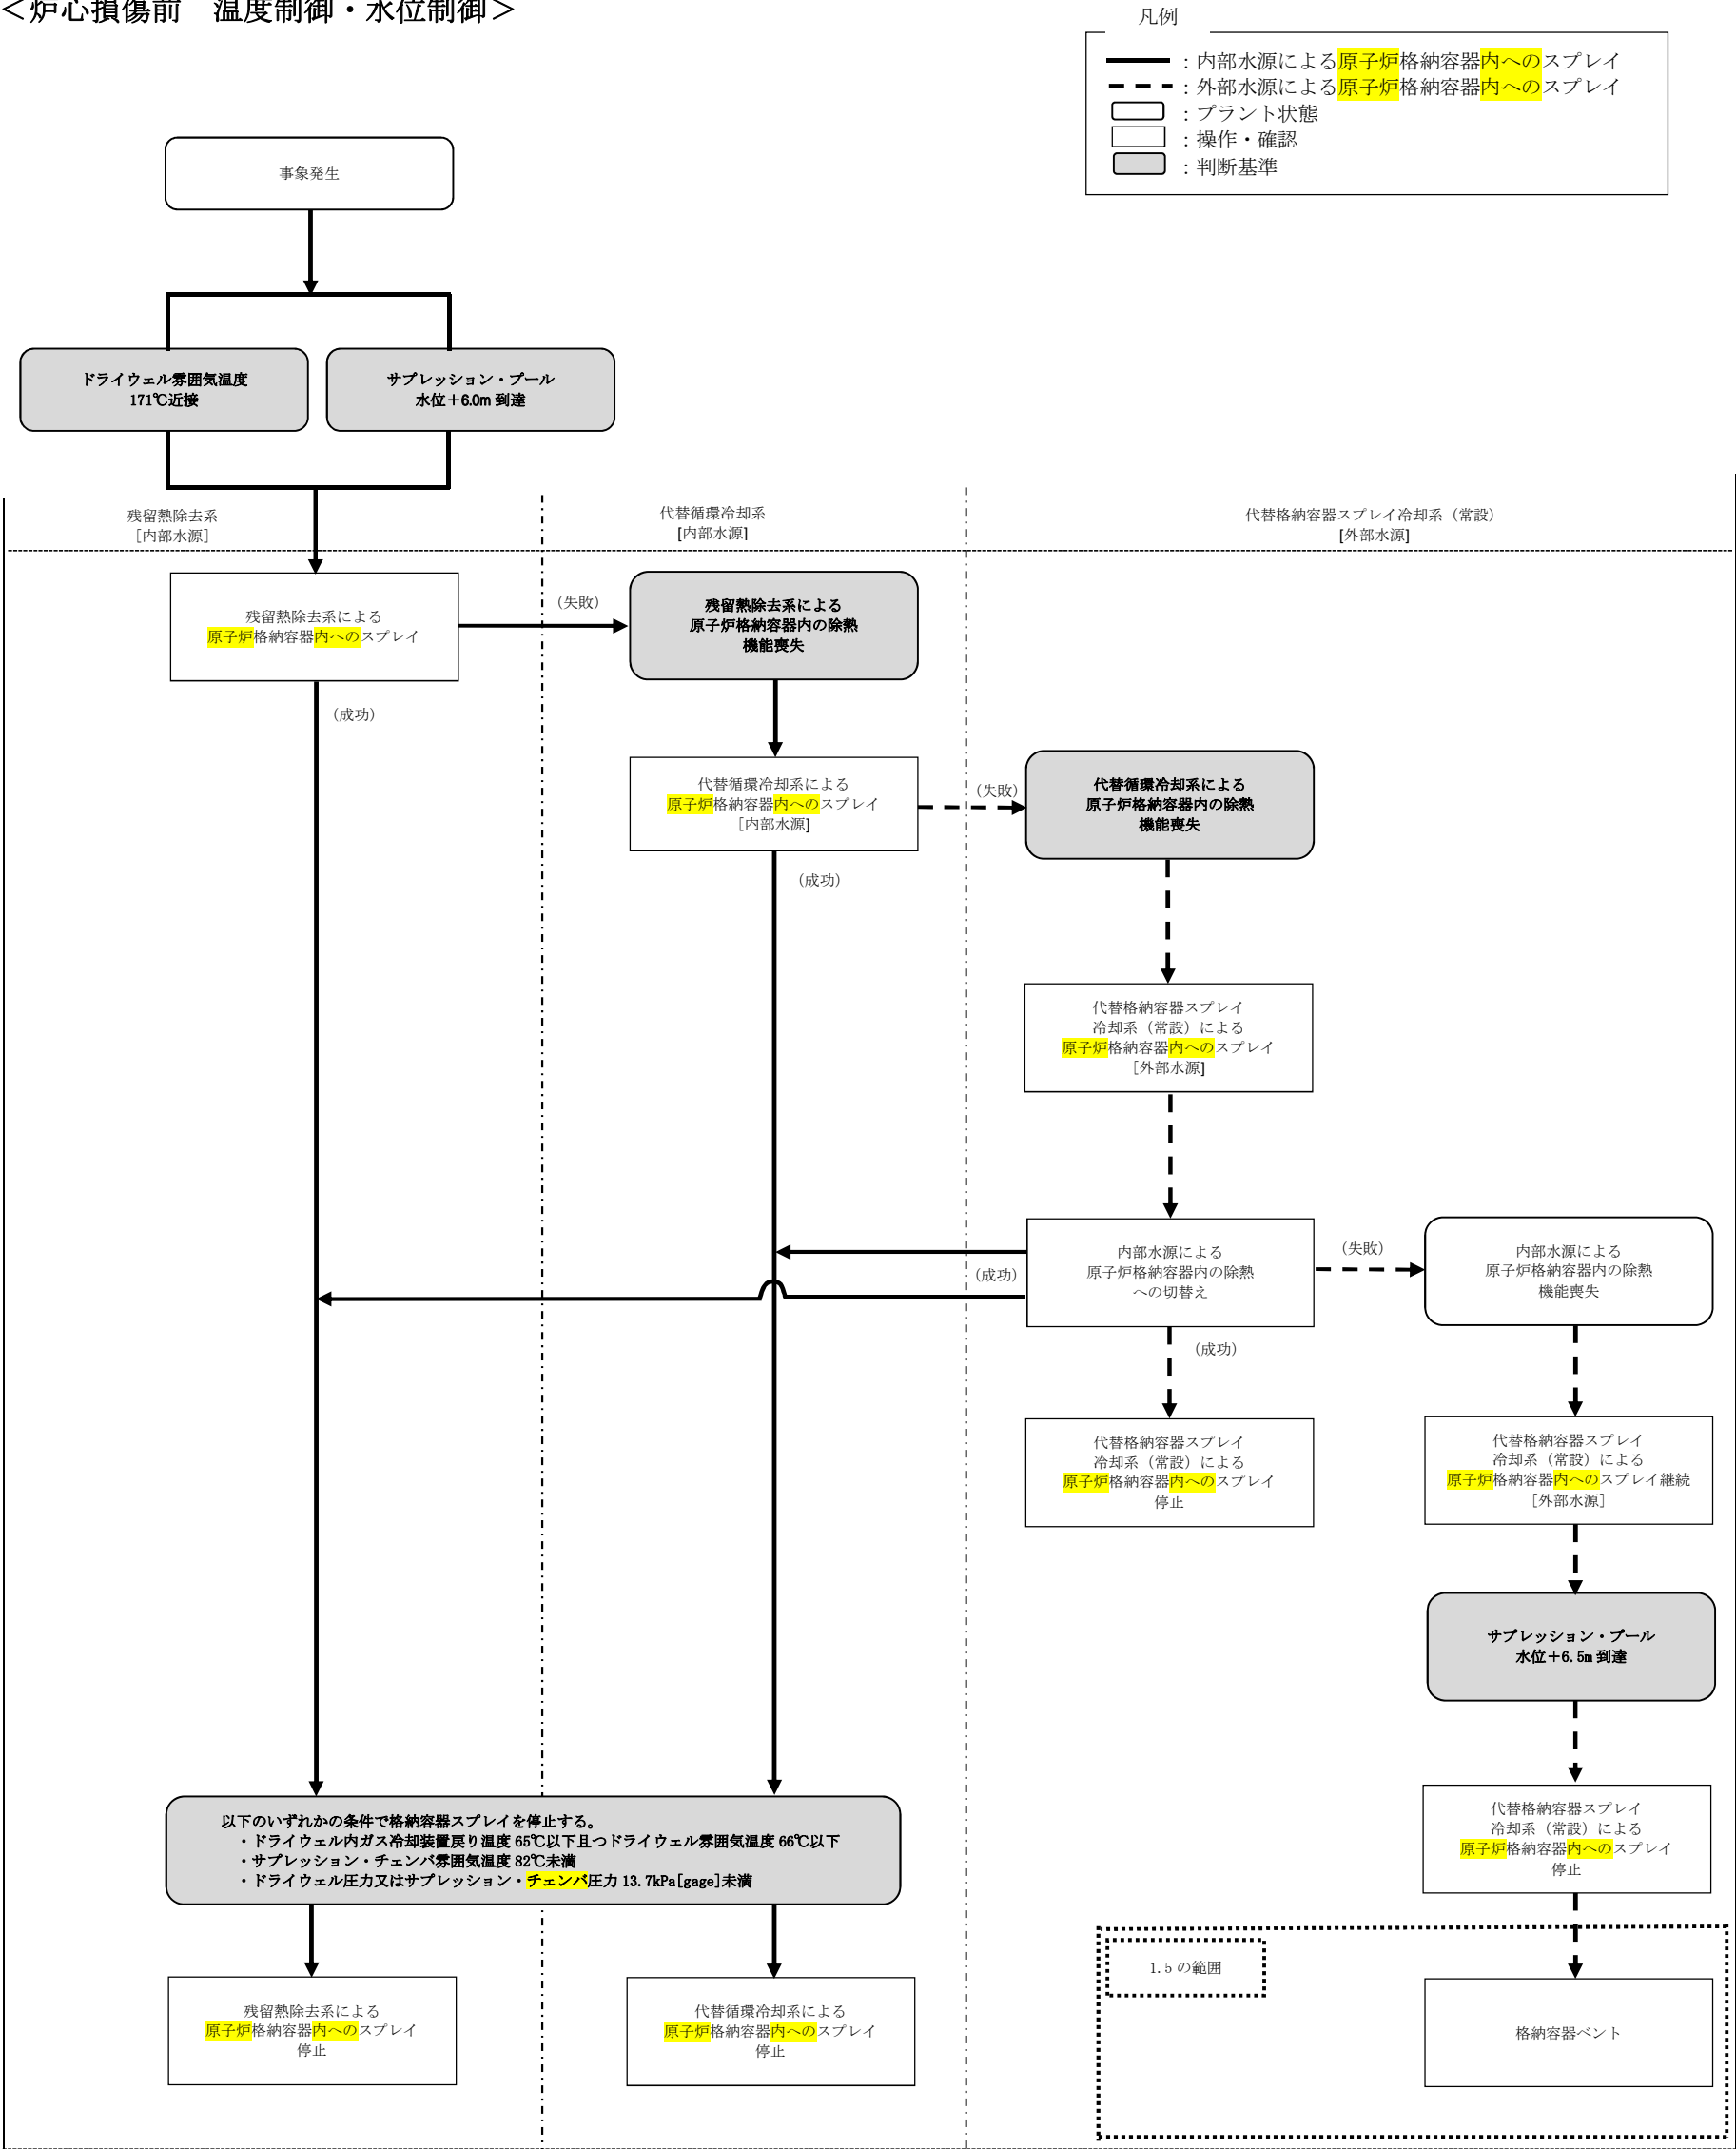 ＜炉心損傷前　温度制御・水位制御＞
凡例
：内部水源による原子炉格納容器内へのスプレイ
：外部水源による原子炉格納容器内へのスプレイ
：プラント状態
：操作・確認
：判断基準
事象発生
ドライウェル雰囲気温度
171℃近接
サプレッション・プール
水位＋6.0m 到達
残留熱除去系
［内部水源］
代替循環冷却系
[内部水源]
代替格納容器スプレイ冷却系（常設）
[外部水源]
残留熱除去系による
原子炉格納容器内へのスプレイ
（失敗）
残留熱除去系による
原子炉格納容器内の除熱
機能喪失
（成功）
代替循環冷却系による
原子炉格納容器内へのスプレイ
［内部水源]
（失敗）
代替循環冷却系による
原子炉格納容器内の除熱
機能喪失
（成功）
代替格納容器スプレイ
冷却系（常設）による
原子炉格納容器内へのスプレイ
［外部水源]
内部水源による
原子炉格納容器内の除熱
への切替え
（失敗）
内部水源による
原子炉格納容器内の除熱
機能喪失
（成功）
（成功）
代替格納容器スプレイ
冷却系（常設）による
原子炉格納容器内へのスプレイ
停止
代替格納容器スプレイ
冷却系（常設）による
原子炉格納容器内へのスプレイ継続
［外部水源］
サプレッション・プール
水位＋6.5m 到達
以下のいずれかの条件で格納容器スプレイを停止する。
・ドライウェル内ガス冷却装置戻り温度 65℃以下且つドライウェル雰囲気温度 66℃以下
・サプレッション・チェンバ雰囲気温度 82℃未満
・ドライウェル圧力又はサプレッション・チェンバ圧力 13.7kPa[gage]未満
代替格納容器スプレイ
冷却系（常設）による
原子炉格納容器内へのスプレイ
停止
1.5 の範囲
残留熱除去系による
原子炉格納容器内へのスプレイ
停止
代替循環冷却系による
原子炉格納容器内へのスプレイ
停止
格納容器ベント